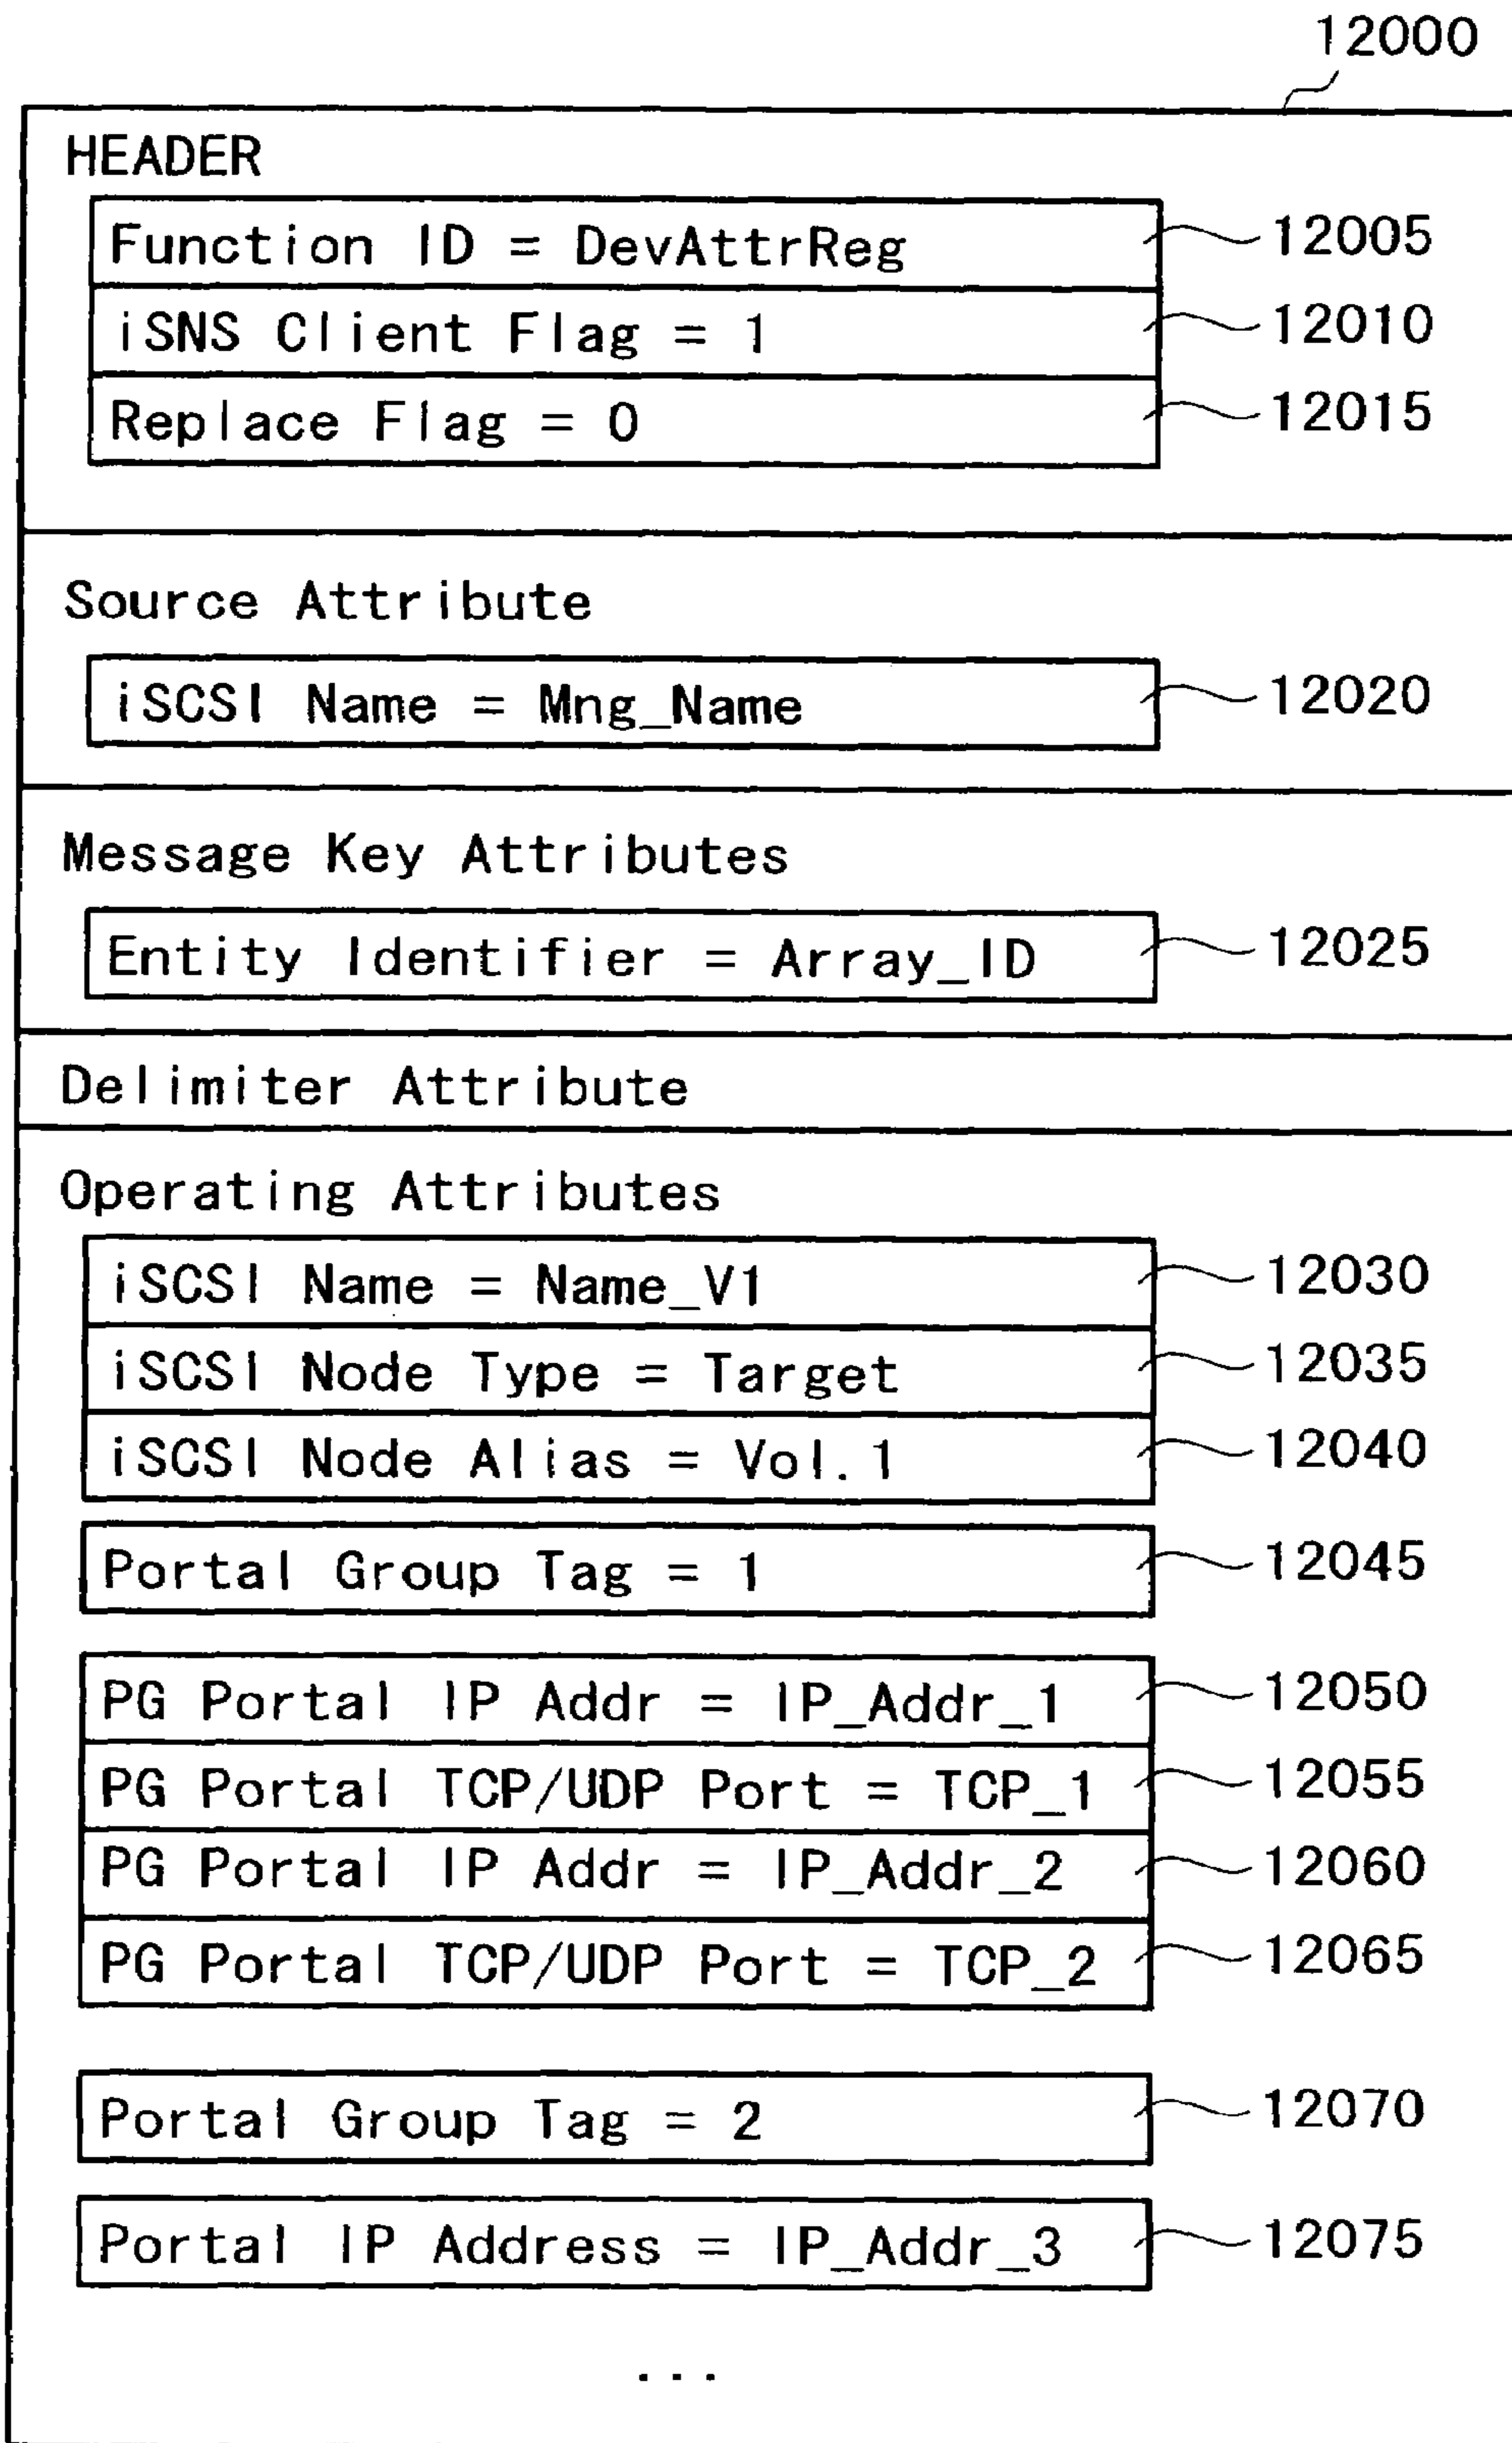 12000
HEADER
Function ID = DevAttrReg 12005
iSNS Client Flag = 1 12010
Replace Flag = 0 12015
Source Attribute
iSCSI Name = Mng_Name 12020
Message Key Attributes
Entity Identifier = Array_ID 12025
Delimiter Attribute
Operating Attributes
iSCSI Name = Name_V1 12030
iSCSI Node Type = Target 12035
iSCSI Node Alias = Vol.1 12040
Portal Group Tag = 1 12045
PG Portal IP Addr = IP_Addr_1 12050
PG Portal TCP/UDP Port = TCP_1 12055
PG Portal IP Addr = IP_Addr_2 12060
PG Portal TCP/UDP Port = TCP_2 12065
Portal Group Tag = 2 12070
Portal IP Address = IP_Addr_3 12075
...